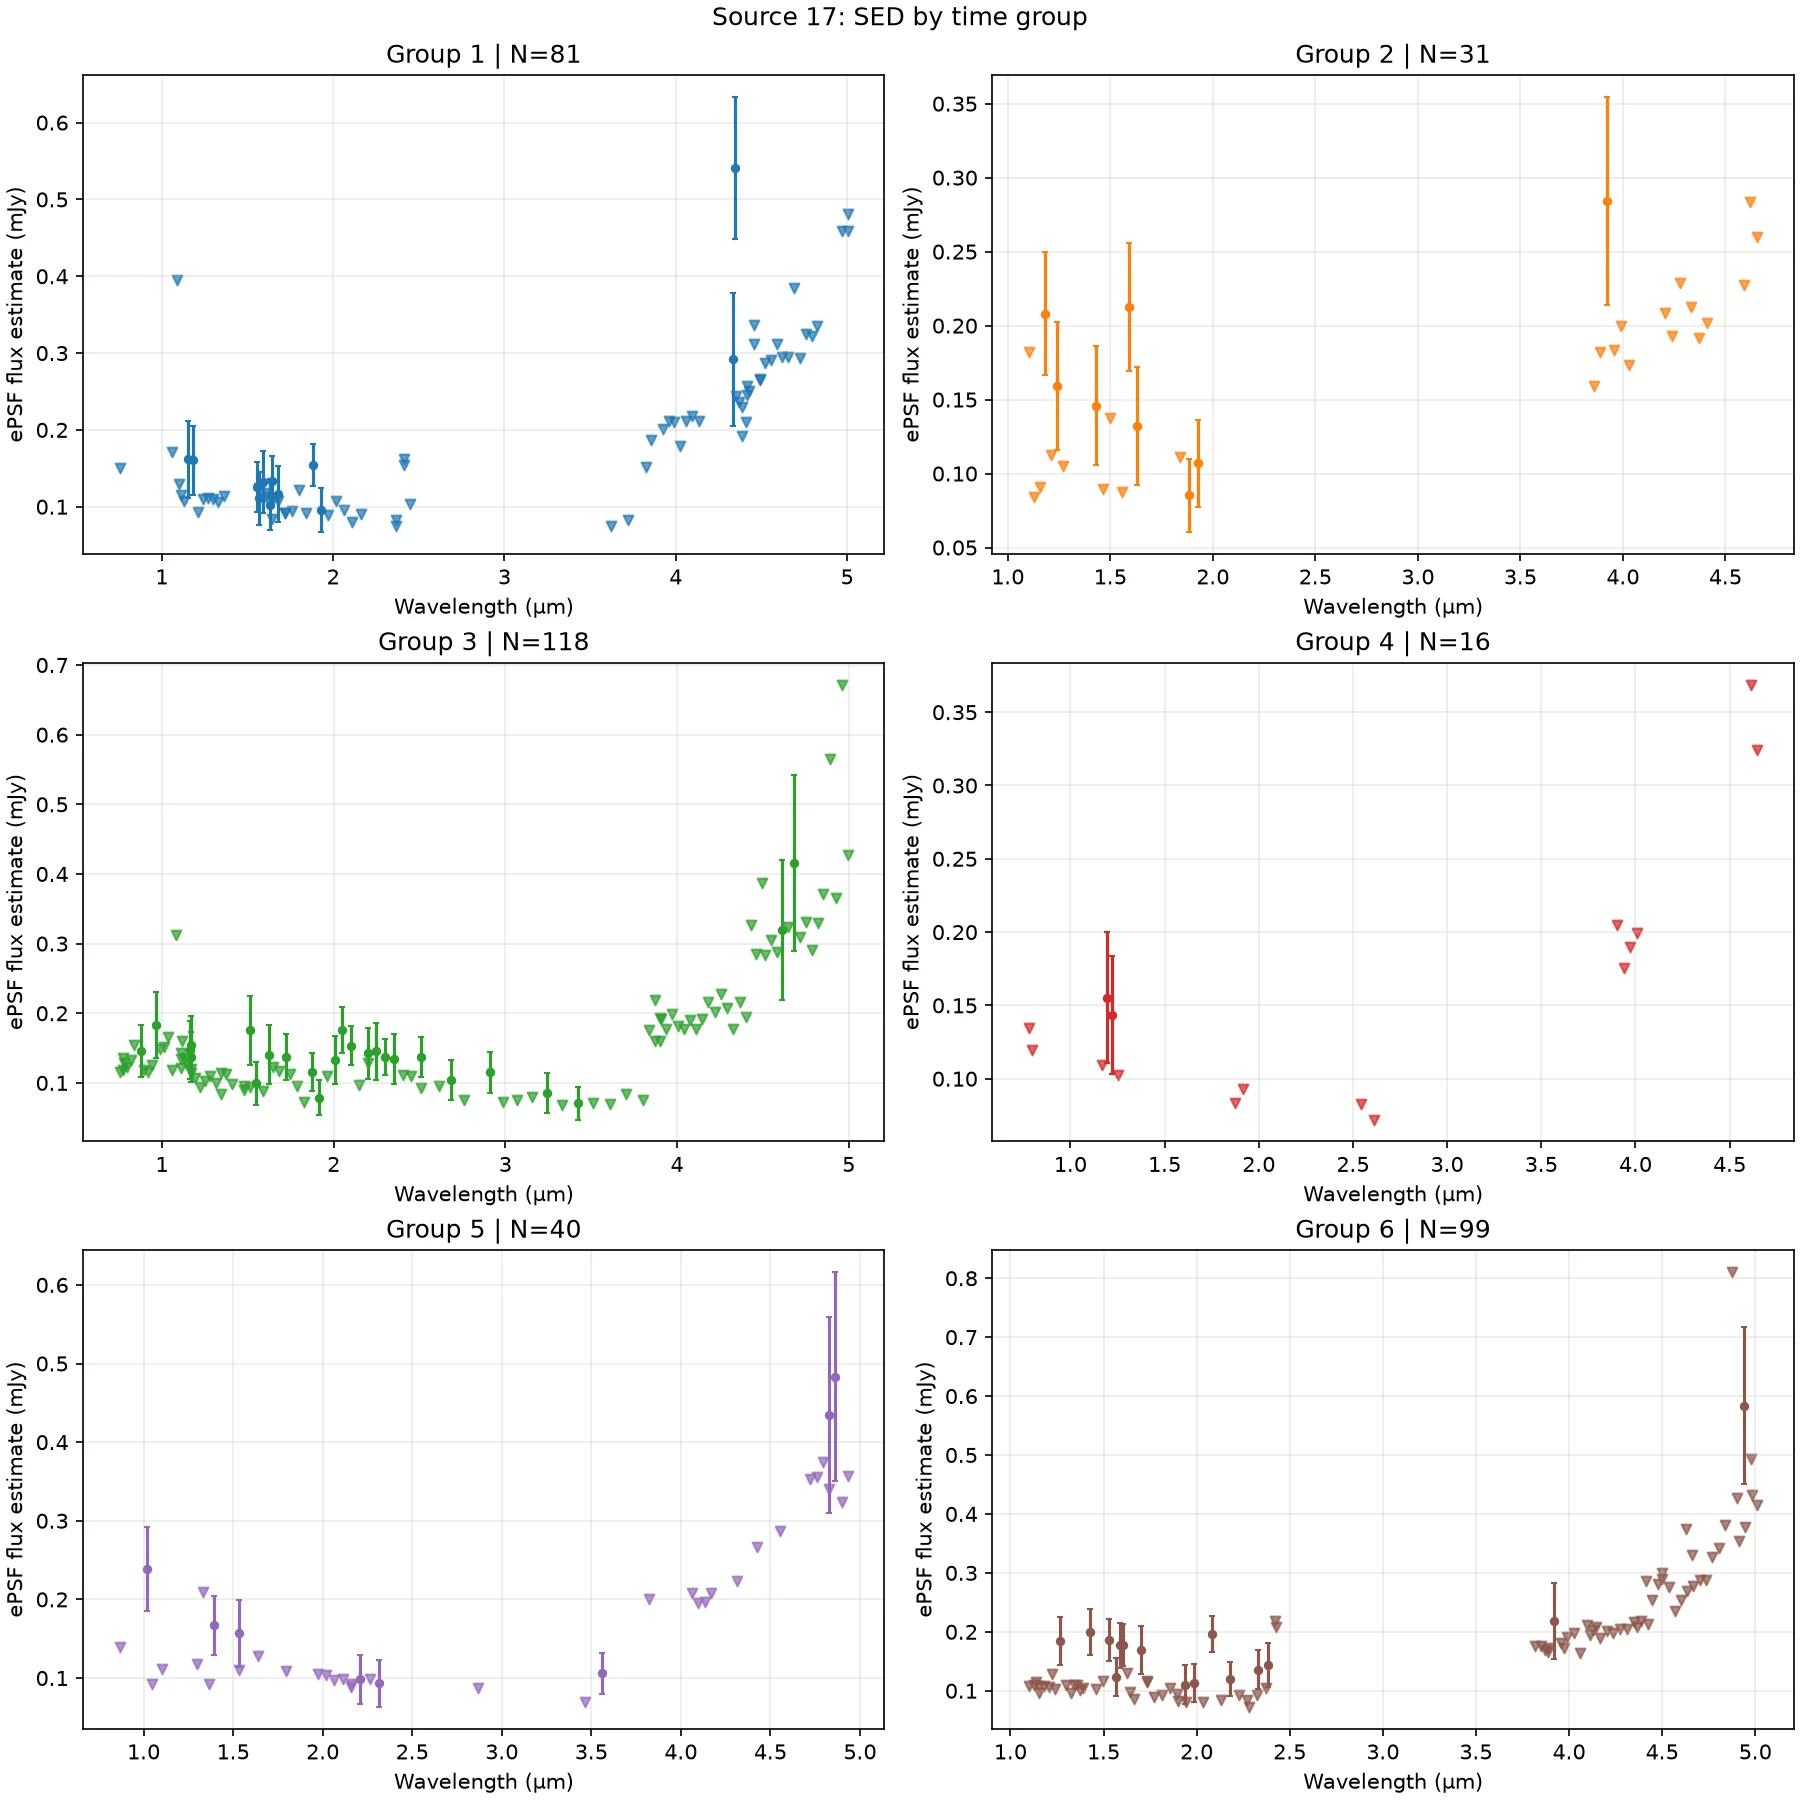 Source 17: SED by time group
Group 1 | N=81
ePSF flux estimate (mJy)
0.6
0.5
0.4
0.3
0.2
0.1
1 2 3 4 5
Wavelength (μm)
Group 2 | N=31
ePSF flux estimate (mJy)
0.35
0.30
0.25
0.20
0.15
0.10
0.05
1.0 1.5 2.0 2.5 3.0 3.5 4.0 4.5
Wavelength (μm)
Group 3 | N=118
ePSF flux estimate (mJy)
0.7
0.6
0.5
0.4
0.3
0.2
0.1
1 2 3 4 5
Wavelength (μm)
Group 4 | N=16
ePSF flux estimate (mJy)
0.35
0.30
0.25
0.20
0.15
0.10
1.0 1.5 2.0 2.5 3.0 3.5 4.0 4.5
Wavelength (μm)
Group 5 | N=40
ePSF flux estimate (mJy)
0.6
0.5
0.4
0.3
0.2
0.1
1.0 1.5 2.0 2.5 3.0 3.5 4.0 4.5 5.0
Wavelength (μm)
Group 6 | N=99
ePSF flux estimate (mJy)
0.8
0.7
0.6
0.5
0.4
0.3
0.2
0.1
1.0 1.5 2.0 2.5 3.0 3.5 4.0 4.5 5.0
Wavelength (μm)